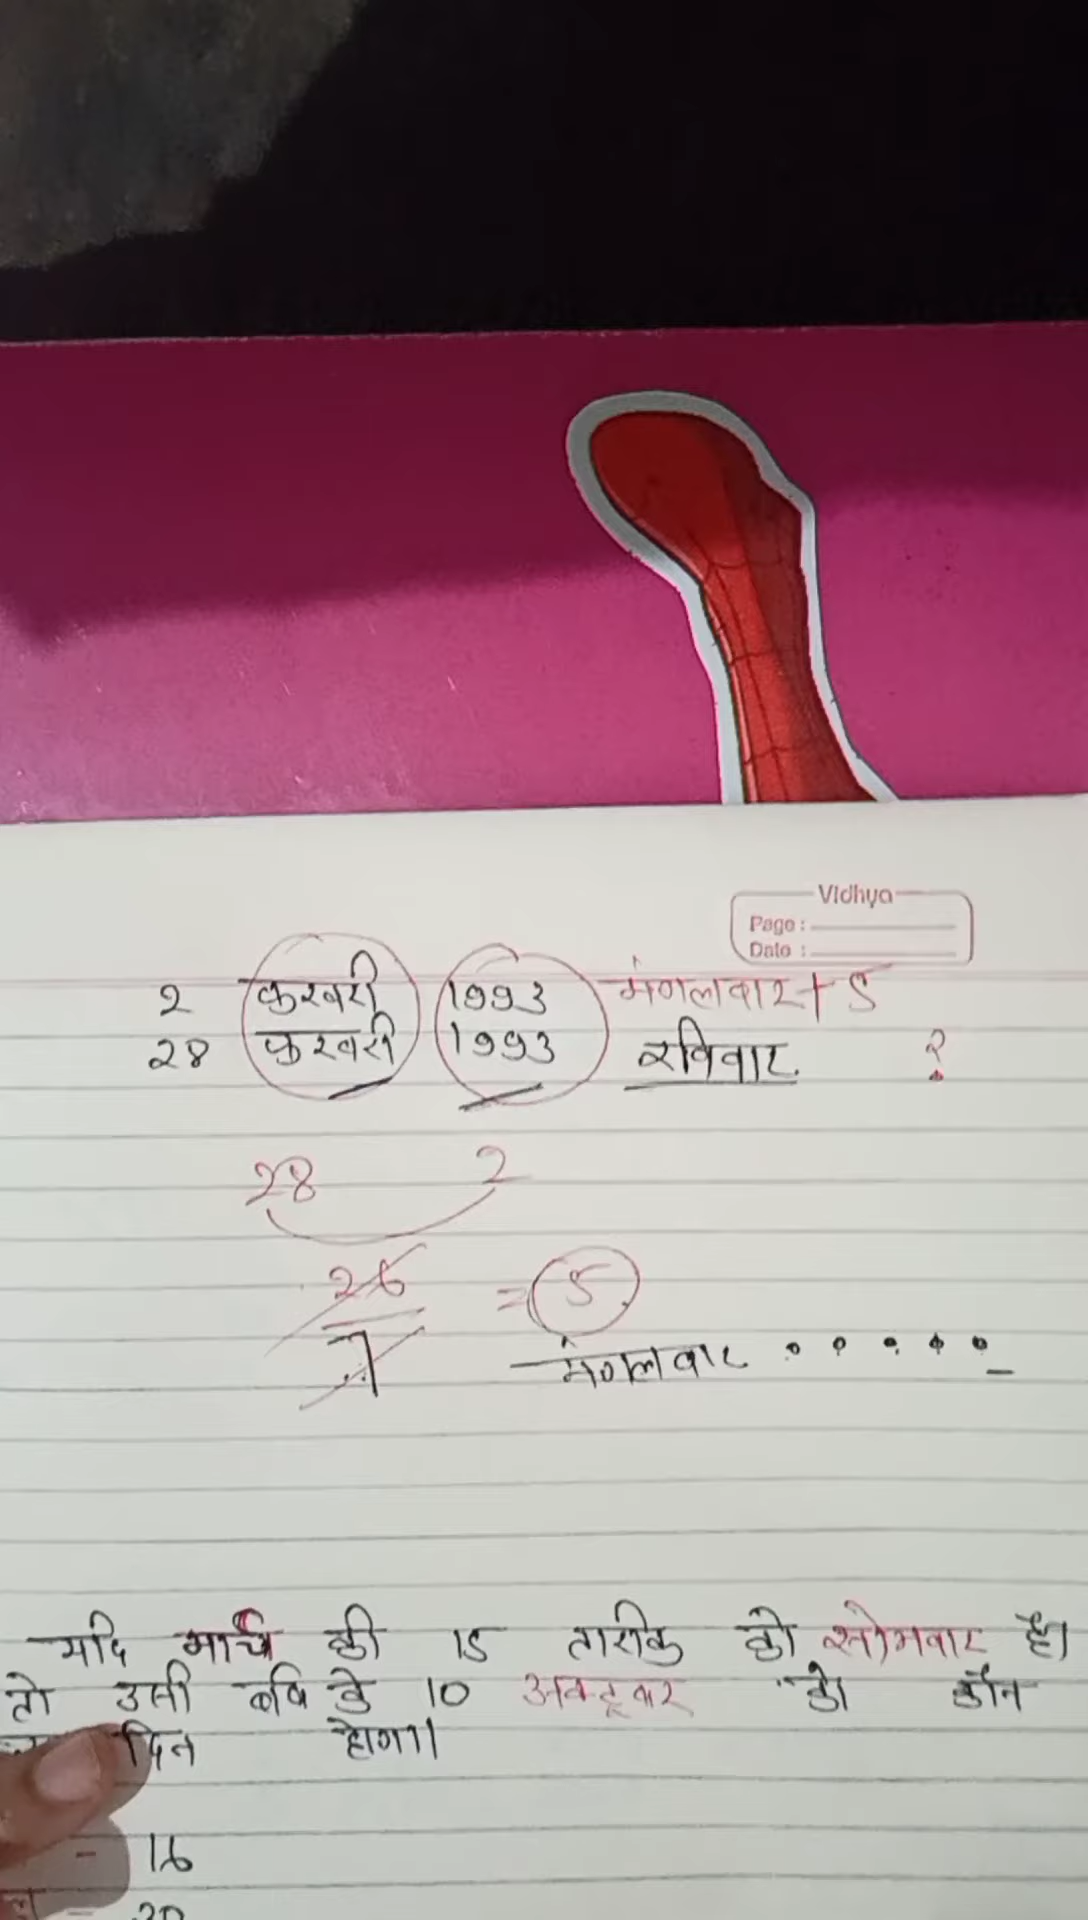 Vidhya
Page :
Date :
2 फरवरी 1993 मंगलवार + 5
28 फरवरी 1993 रविवार ?
28 2
26 = 5
7 मंगलवार • • • • •
यदि मार्च की 15 तारीक को सोमवार है।
तो उसी वर्ष के 10 अक्टूबर को कौन
दिन होगा।
- 16
- 30